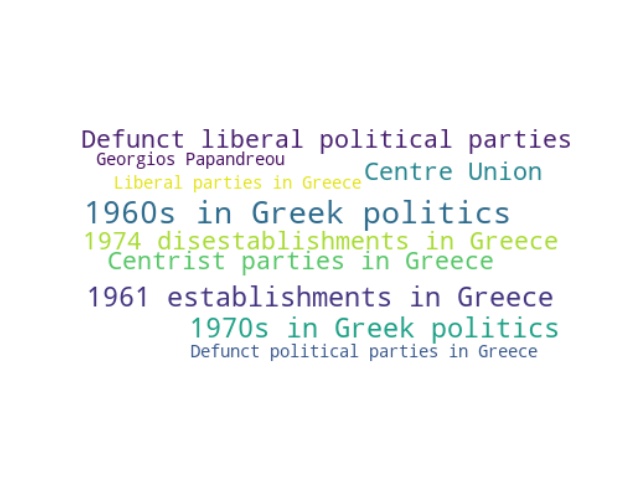 Defunct liberal political parties
Georgios Papandreou
Centre Union
Liberal parties in Greece
1960s in Greek politics
1974 disestablishments in Greece
Centrist parties in Greece
1961 establishments in Greece
1970s in Greek politics
Defunct political parties in Greece